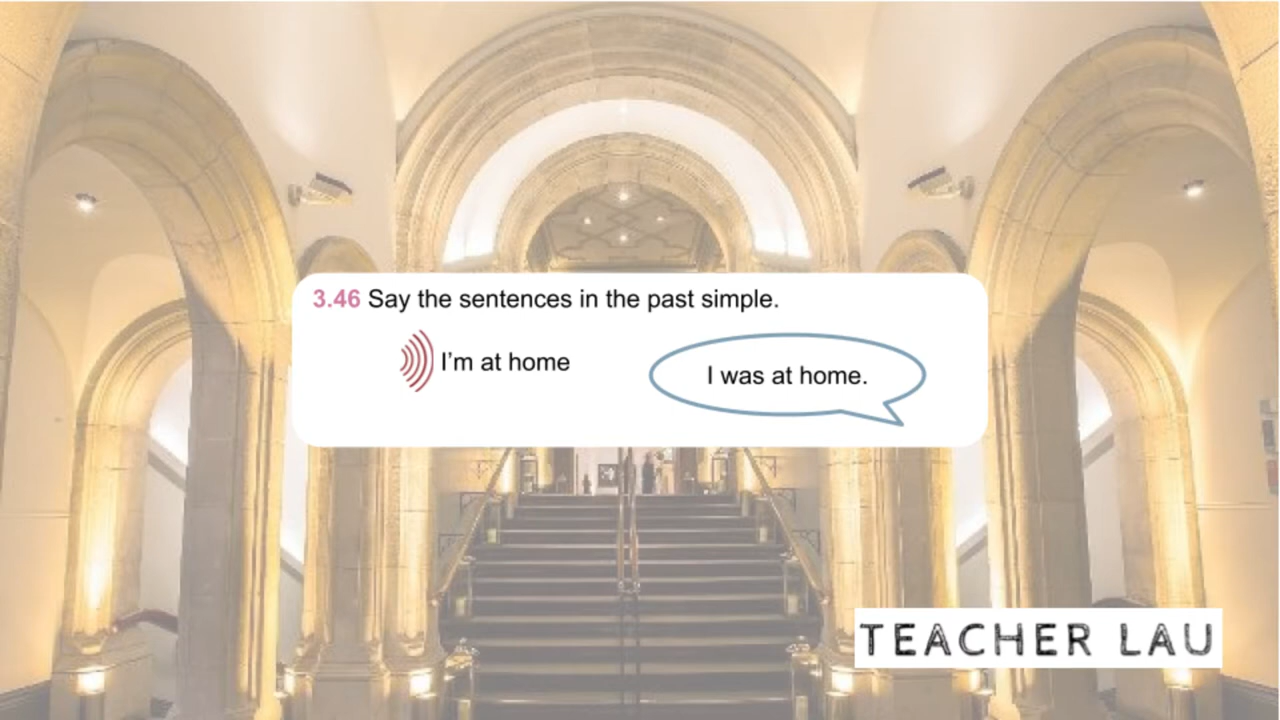 3.46 Say the sentences in the past simple.
I'm at home
I was at home.
TEACHER LAU